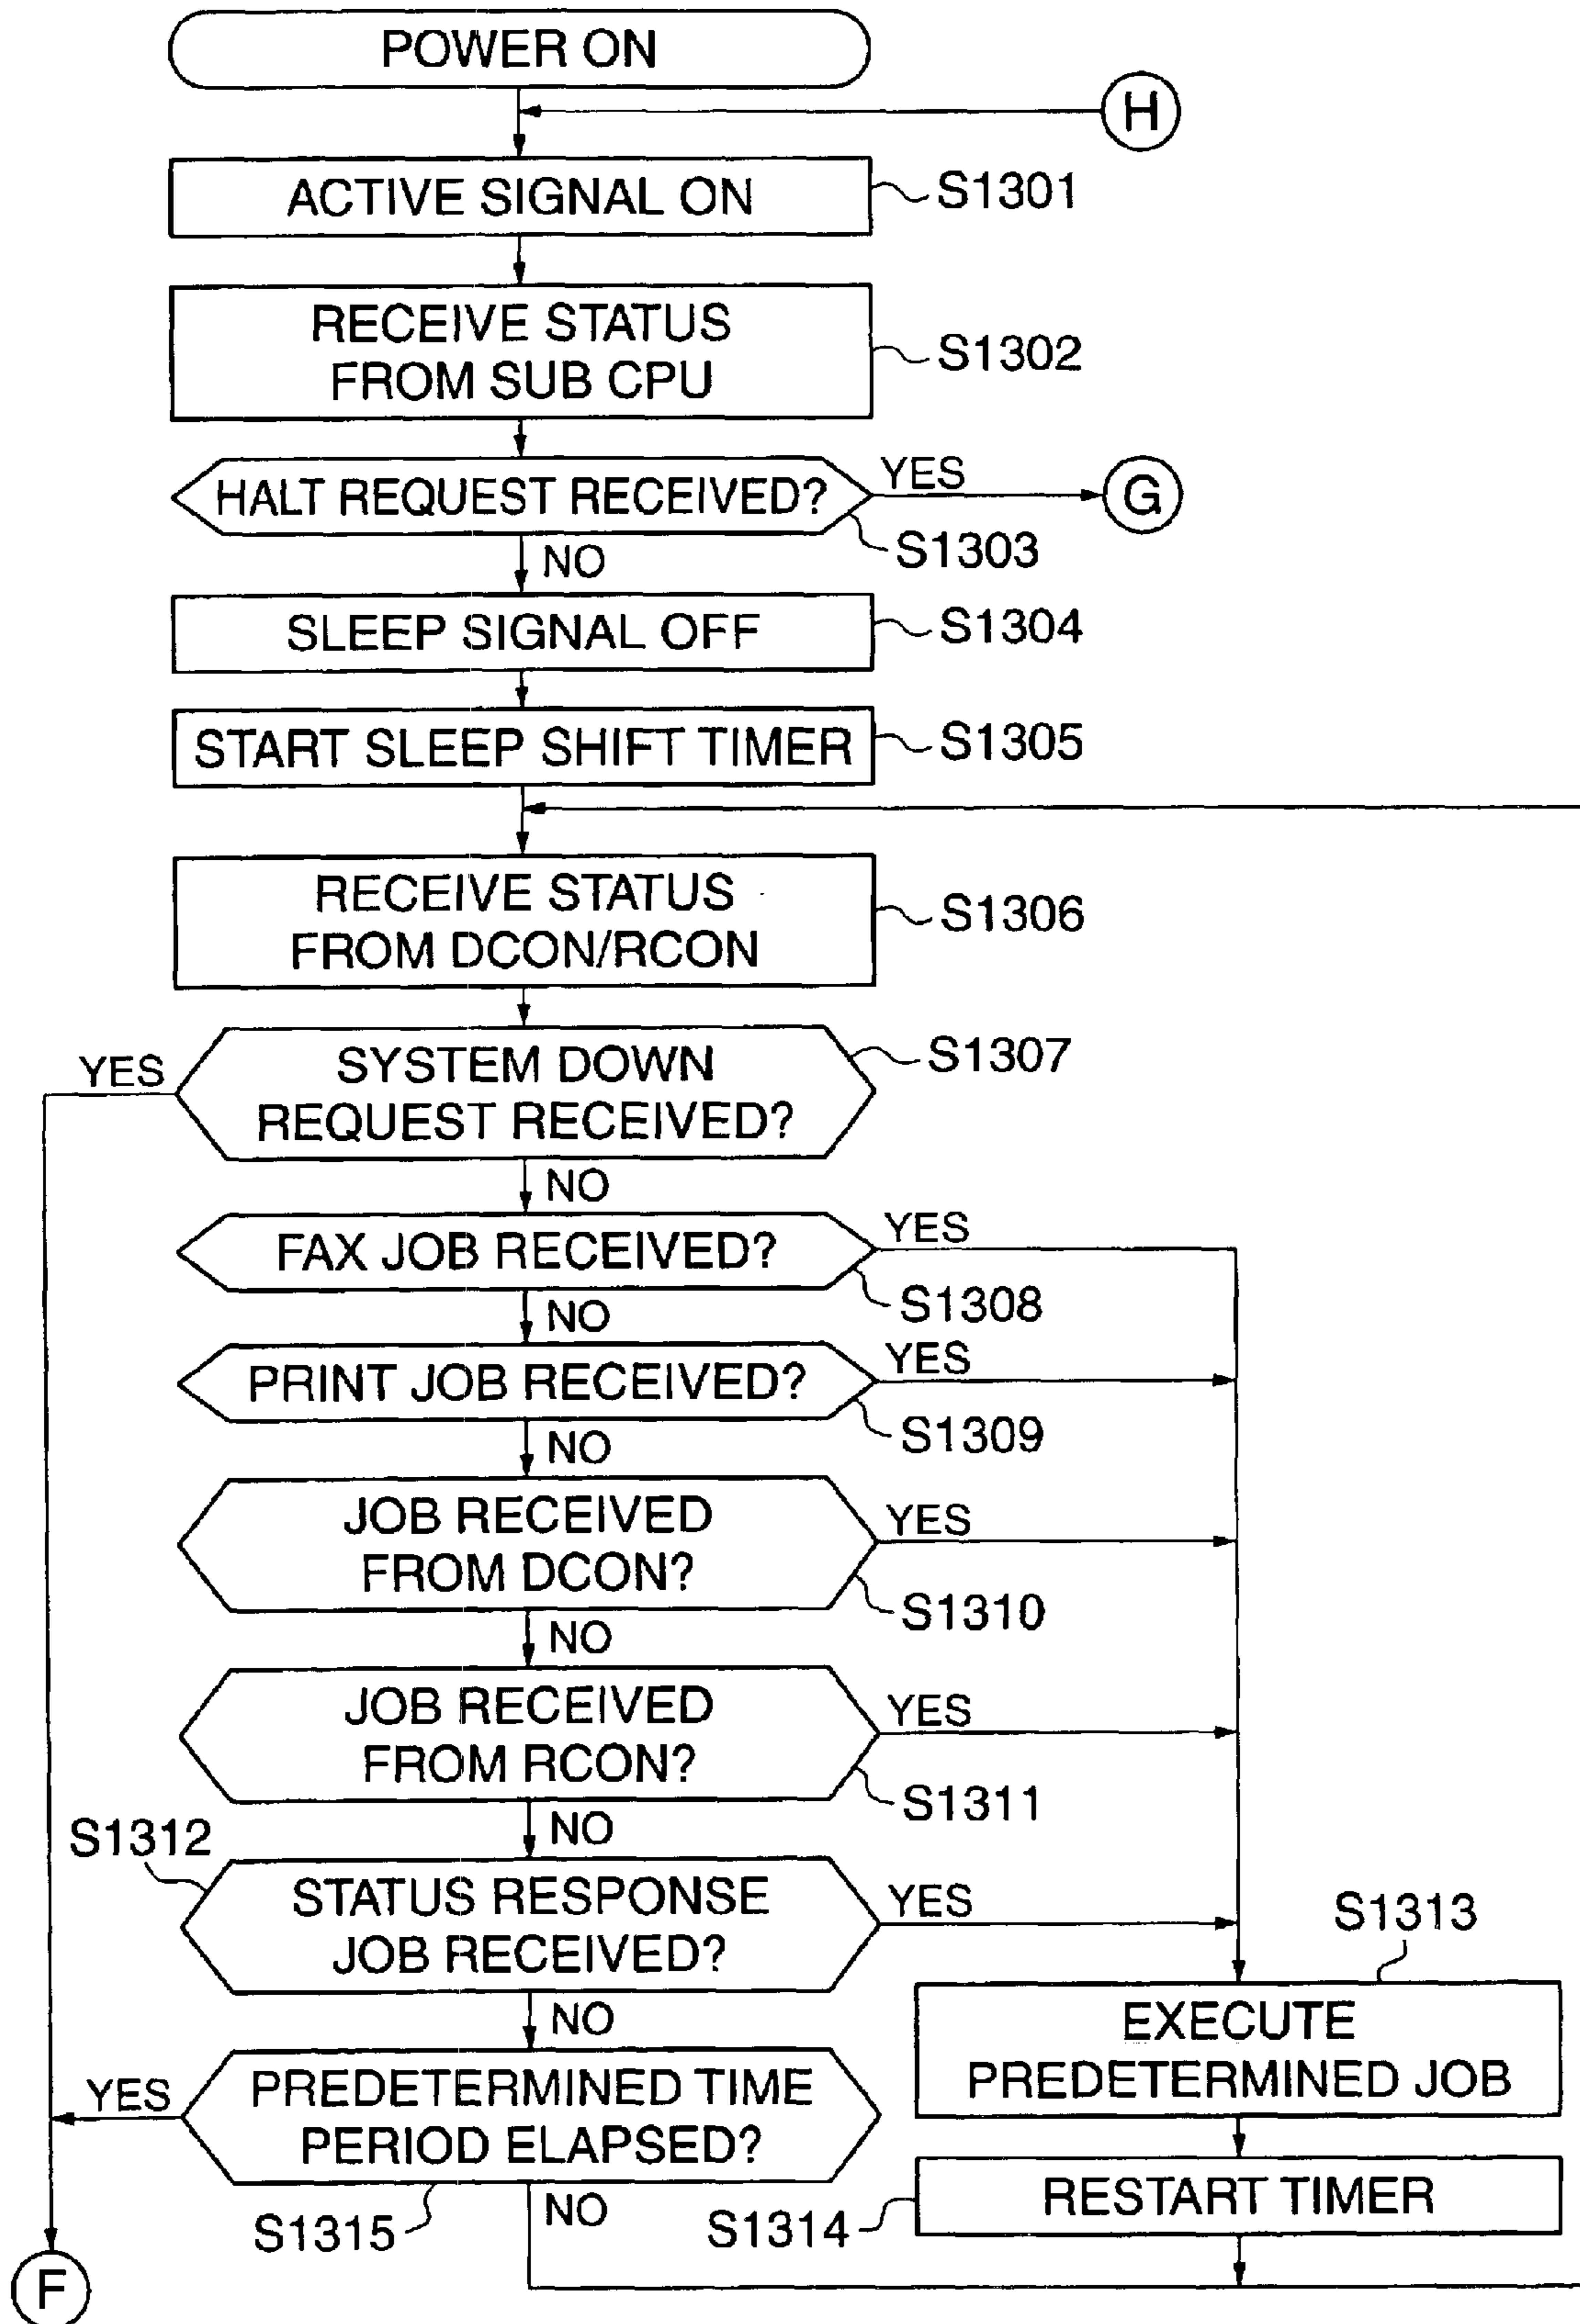 POWER ON
H
ACTIVE SIGNAL ON
S1301
RECEIVE STATUS
FROM SUB CPU
S1302
HALT REQUEST RECEIVED?
YES
G
S1303
NO
SLEEP SIGNAL OFF
S1304
START SLEEP SHIFT TIMER
S1305
RECEIVE STATUS
FROM DCON/RCON
S1306
SYSTEM DOWN
REQUEST RECEIVED?
S1307
YES
NO
FAX JOB RECEIVED?
YES
S1308
NO
PRINT JOB RECEIVED?
YES
S1309
NO
JOB RECEIVED
FROM DCON?
YES
S1310
NO
JOB RECEIVED
FROM RCON?
YES
S1311
NO
S1312
STATUS RESPONSE
JOB RECEIVED?
YES
S1313
NO
EXECUTE
PREDETERMINED JOB
YES
PREDETERMINED TIME
PERIOD ELAPSED?
S1315
NO
S1314
RESTART TIMER
F